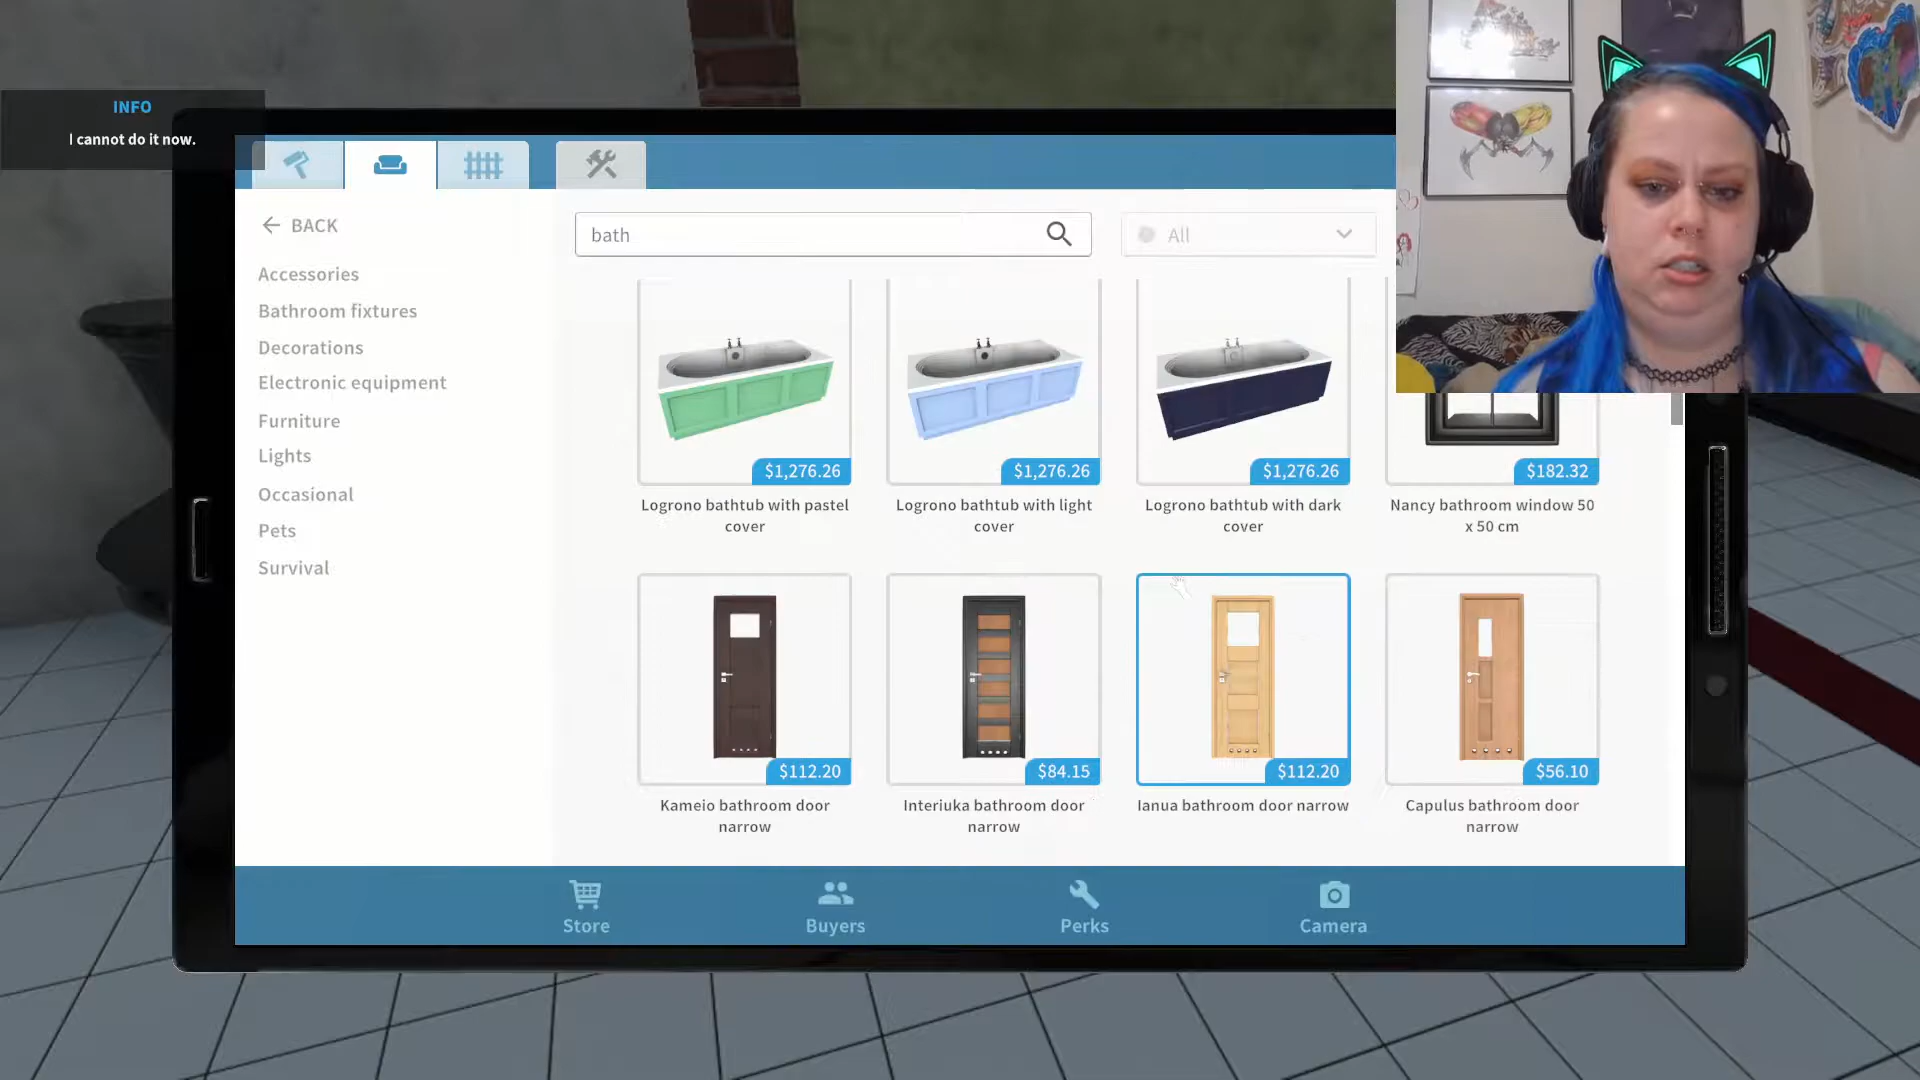 INFO
I cannot do it now.
BACK
Accessories
Bathroom fixtures
Decorations
Electronic equipment
Furniture
Lights
Occasional
Pets
Survival
bath
All
$1,276.26
$1,276.26
$1,276.26
$182.32
Logrono bathtub with pastel
cover
Logrono bathtub with light
cover
Logrono bathtub with dark
cover
Nancy bathroom window 50
x 50 cm
$112.20
$84.15
$112.20
$56.10
Kameio bathroom door
narrow
Interiuka bathroom door
narrow
Ianua bathroom door narrow
Capulus bathroom door
narrow
Store
Buyers
Perks
Camera